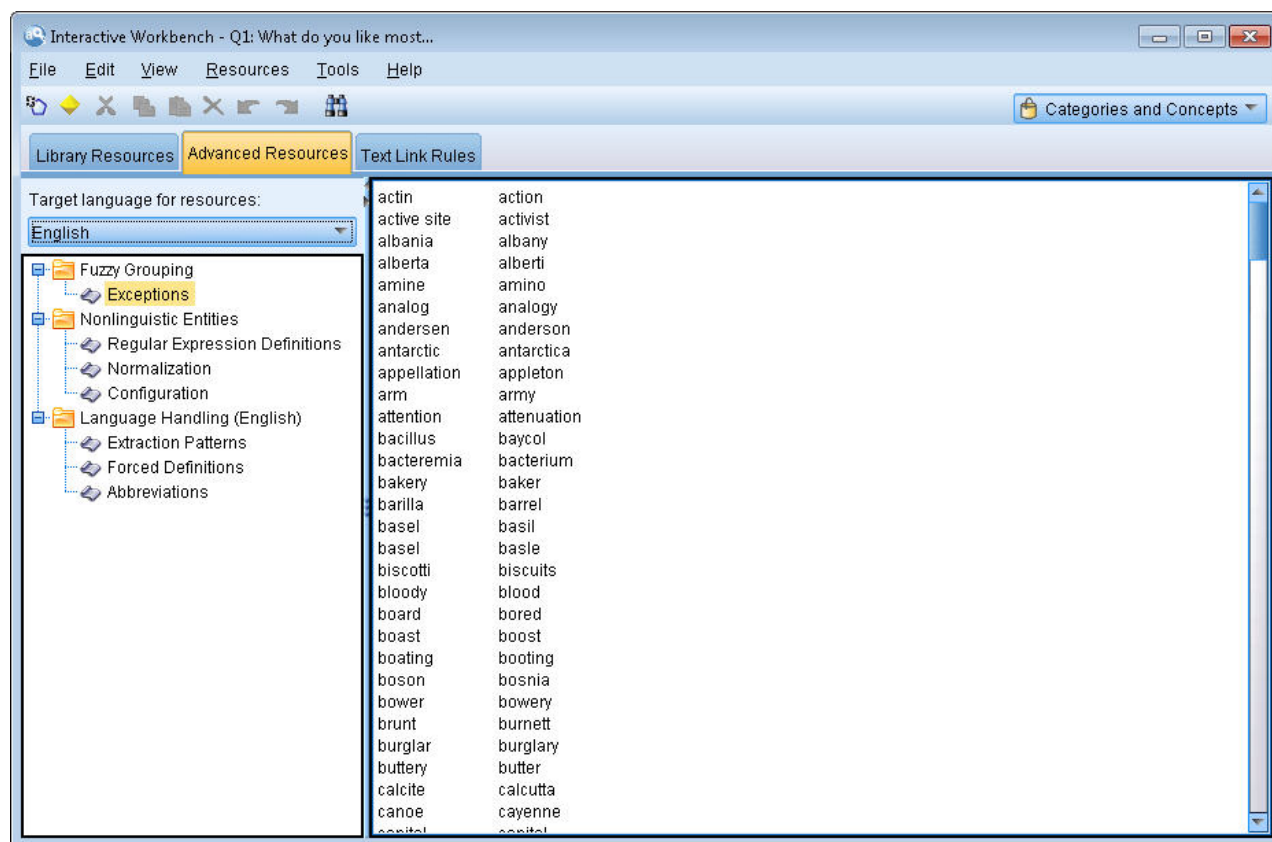 Interactive Workbench - Q1: What do you like most...
File Edit View Resources Tools Help
Categories and Concepts
Library Resources Advanced Resources Text Link Rules
Target language for resources:
English
Fuzzy Grouping
Exceptions
Nonlinguistic Entities
Regular Expression Definitions
Normalization
Configuration
Language Handling (English)
Extraction Patterns
Forced Definitions
Abbreviations
actin action
active site activist
albania albany
alberta alberti
amine amino
analog analogy
andersen anderson
antarctic antarctica
appellation appleton
arm army
attention attenuation
bacillus baycol
bacteremia bacterium
bakery baker
barilla barrel
basel basil
basel basle
biscotti biscuits
bloody blood
board bored
boast boost
boating booting
boson bosnia
bower bowery
brunt burnett
burglar burglary
buttery butter
calcite calcutta
canoe cayenne